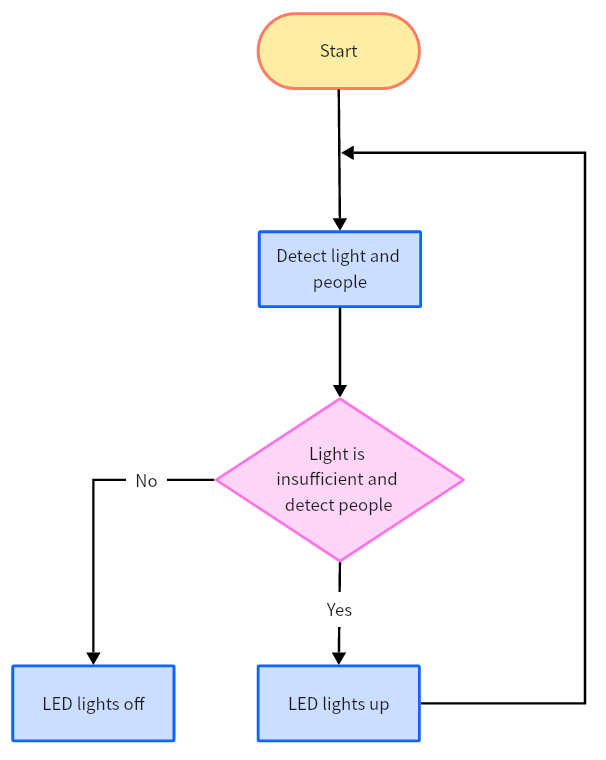 Start
Detect light and
people
Light is
insufficient and
detect people
No
Yes
LED lights off
LED lights up